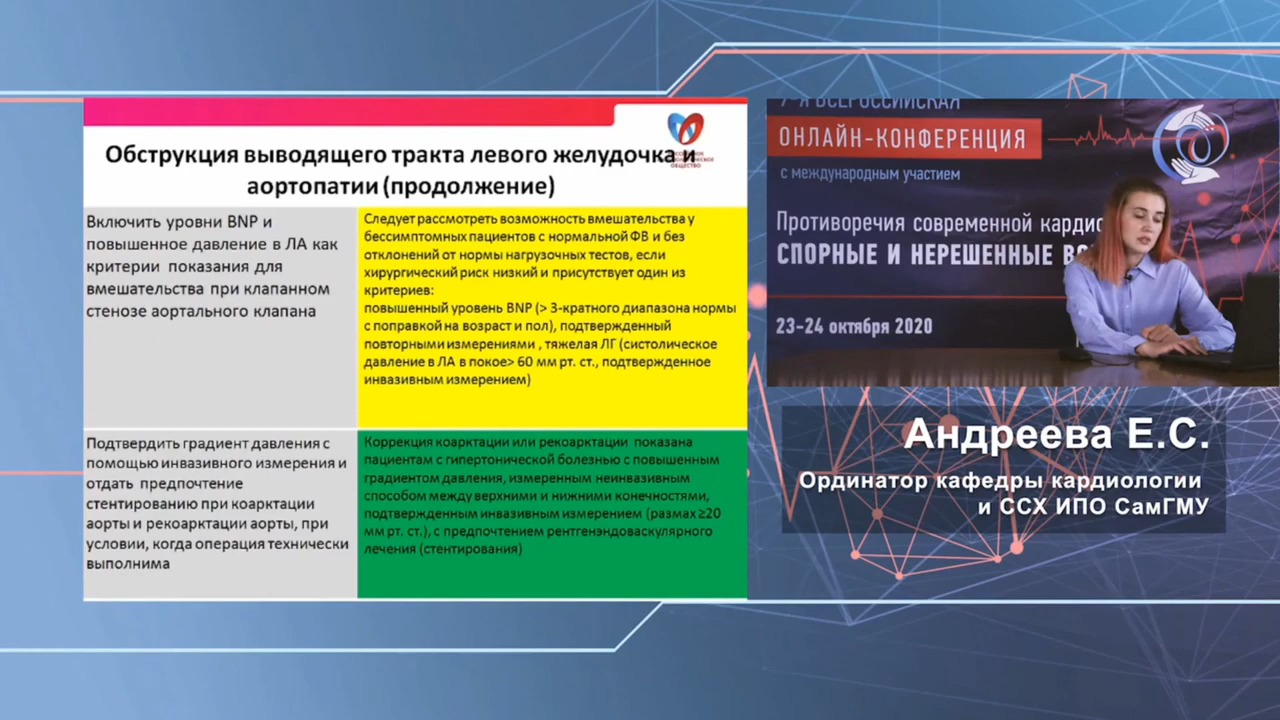 Обструкция выводящего тракта левого желудочка и
аортопатии (продолжение)
ОБЩЕСТВО
Включить уровни BNP и
повышенное давление в ЛА как
критерии показания для
вмешательства при клапанном
стенозе аортального клапана
Следует рассмотреть возможность вмешательства у
бессимптомных пациентов с нормальной ФВ и без
отклонений от нормы нагрузочных тестов, если
хирургический риск низкий и присутствует один из
критериев:
повышенный уровень BNP (> 3-кратного диапазона нормы
с поправкой на возраст и пол), подтвержденный
повторными измерениями , тяжелая ЛГ (систолическое
давление в ЛА в покое> 60 мм рт. ст., подтвержденное
инвазивным измерением)
Подтвердить градиент давления с
помощью инвазивного измерения и
отдать предпочтение
стентированию при коарктации
аорты и рекоарктации аорты, при
условии, когда операция технически
выполнима
Коррекция коарктации или рекоарктации показана
пациентам с гипертонической болезнью с повышенным
градиентом давления, измеренным неинвазивным
способом между верхними и нижними конечностями,
подтвержденным инвазивным измерением (размах ≥20
мм рт. ст.), с предпочтением рентгенэндоваскулярного
лечения (стентирования)
7-Я ВСЕРОССИЙСКАЯ
ОНЛАЙН-КОНФЕРЕНЦИЯ
с международным участием
Противоречия современной кардио
СПОРНЫЕ И НЕРЕШЕННЫЕ ВО
23-24 октября 2020
Андреева Е.С.
Ординатор кафедры кардиологии
и ССХ ИПО СамГМУ